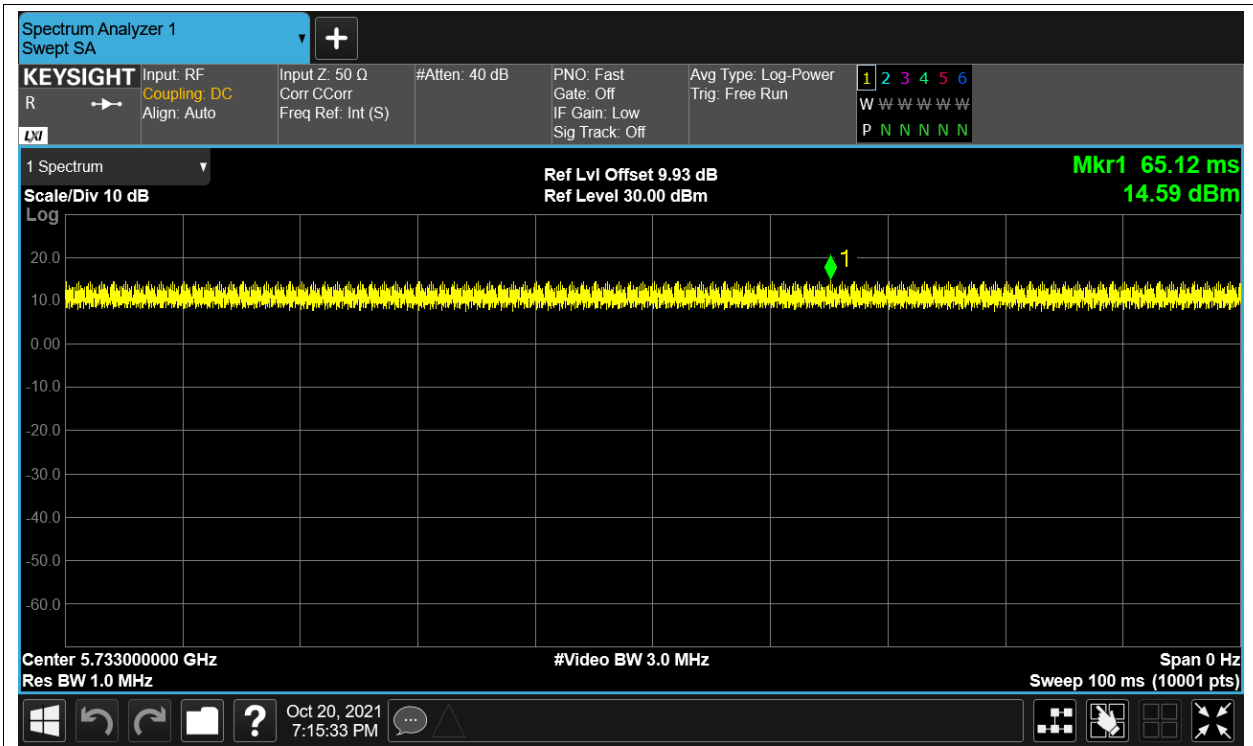 Spectrum Analyzer 1
Swept SA
KEYSIGHT
R
LXI
Input: RF
Coupling: DC
Align: Auto
Input Z: 50 Ω
Corr CCorr
Freq Ref: Int (S)
#Atten: 40 dB
PNO: Fast
Gate: Off
IF Gain: Low
Sig Track: Off
Avg Type: Log-Power
Trig: Free Run
1 2 3 4 5 6
W W W W W W
P N N N N N
1 Spectrum
Scale/Div 10 dB
Log
Ref Lvl Offset 9.93 dB
Ref Level 30.00 dBm
Mkr1 65.12 ms
14.59 dBm
1
20.0
10.0
0.00
-10.0
-20.0
-30.0
-40.0
-50.0
-60.0
Center 5.733000000 GHz
Res BW 1.0 MHz
#Video BW 3.0 MHz
Span 0 Hz
Sweep 100 ms (10001 pts)
?
Oct 20, 2021
7:15:33 PM